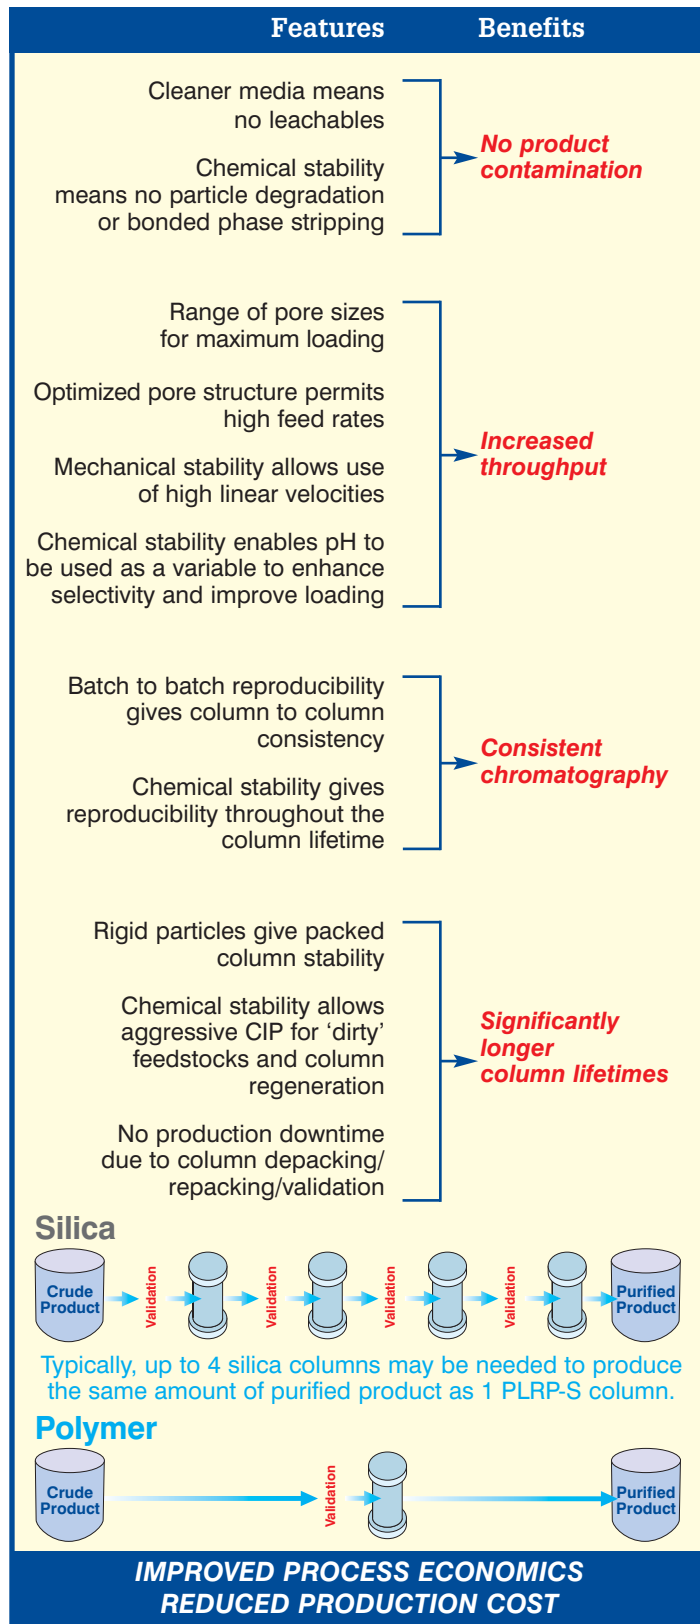 Features Benefits
Cleaner media means
no leachables
Chemical stability
means no particle degradation
or bonded phase stripping
No product
contamination
Range of pore sizes
for maximum loading
Optimized pore structure permits
high feed rates
Mechanical stability allows use
of high linear velocities
Chemical stability enables pH to
be used as a variable to enhance
selectivity and improve loading
Increased
throughput
Batch to batch reproducibility
gives column to column
consistency
Chemical stability gives
reproducibility throughout the
column lifetime
Consistent
chromatography
Rigid particles give packed
column stability
Chemical stability allows
aggressive CIP for ‘dirty’
feedstocks and column
regeneration
No production downtime
due to column depacking/
repacking/validation
Significantly
longer
column lifetimes
Silica
Crude
Product
Validation
Validation
Validation
Validation
Purified
Product
Typically, up to 4 silica columns may be needed to produce
the same amount of purified product as 1 PLRP-S column.
Polymer
Crude
Product
Validation
Purified
Product
IMPROVED PROCESS ECONOMICS
REDUCED PRODUCTION COST